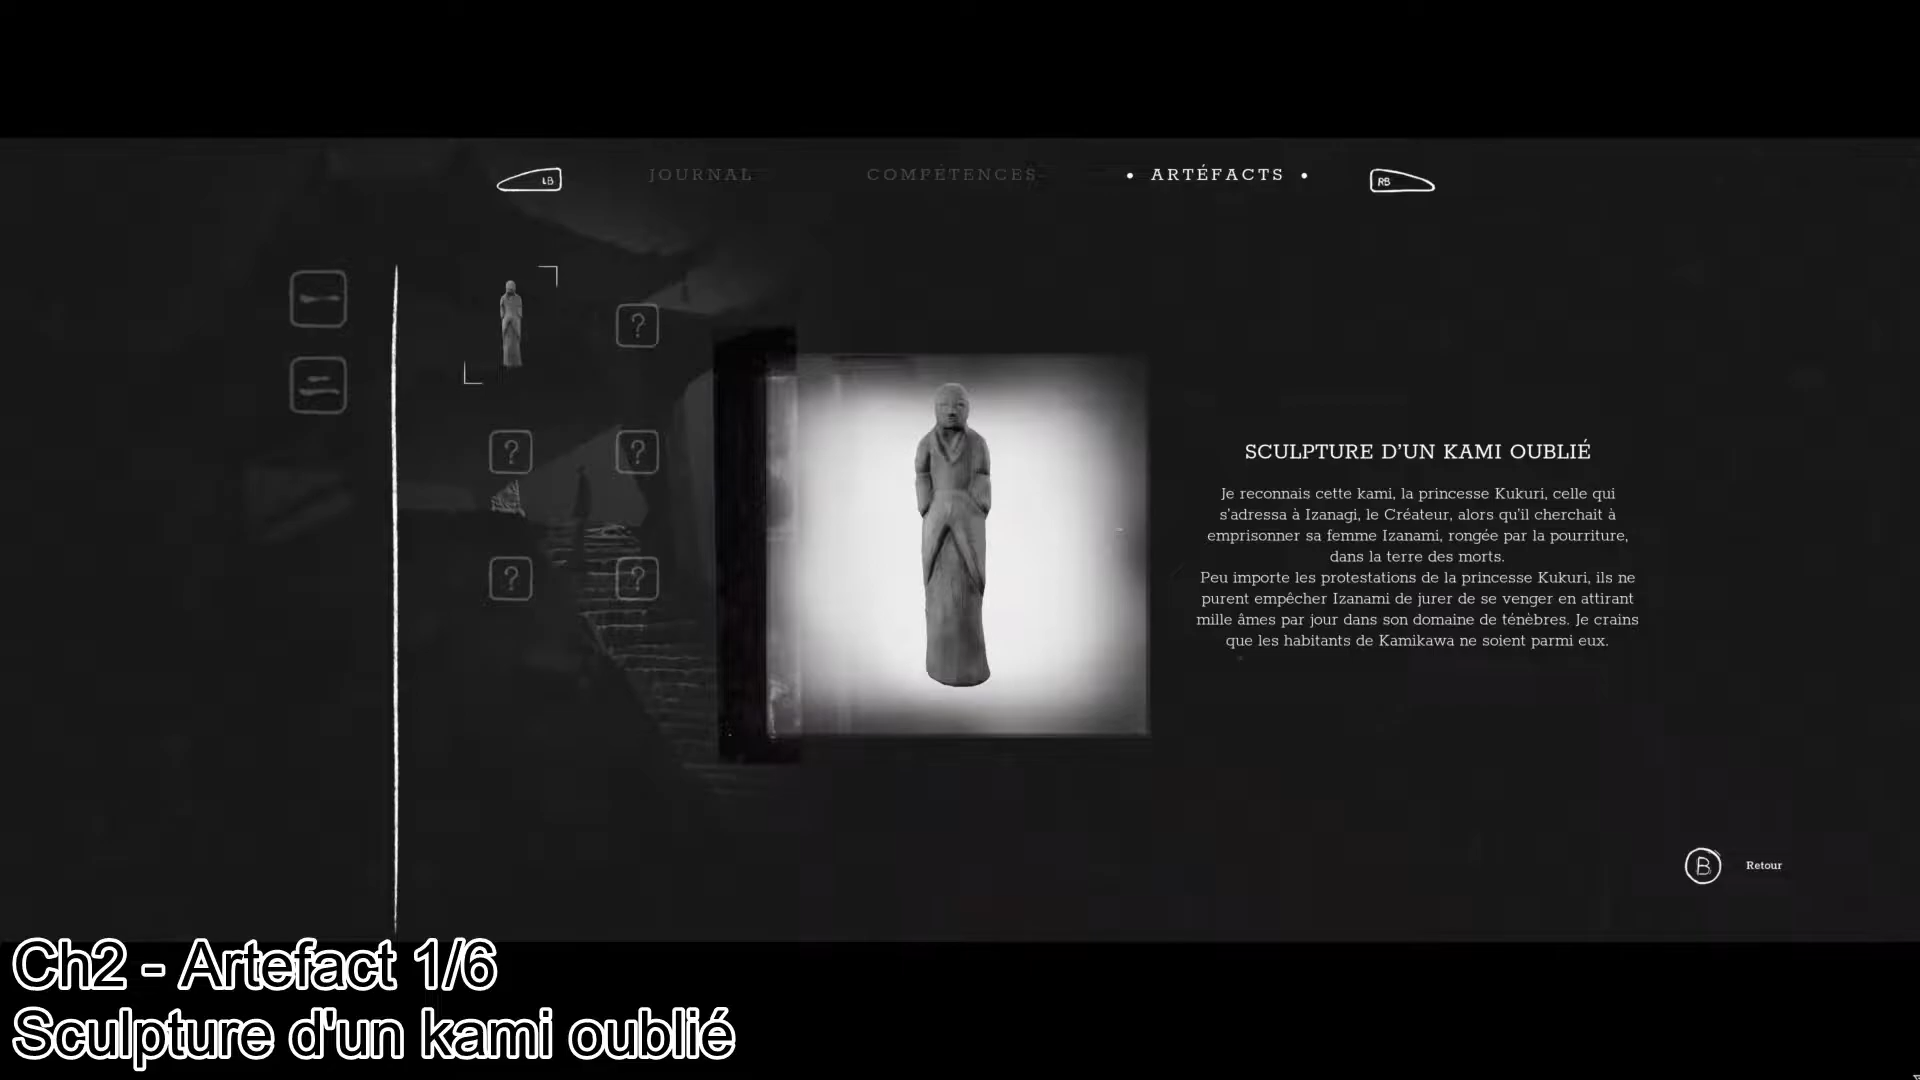 LB JOURNAL COMPÉTENCES • ARTÉFACTS • RB
一
二
?
? ?
? ?
SCULPTURE D'UN KAMI OUBLIÉ
Je reconnais cette kami, la princesse Kukuri, celle qui
s'adressa à Izanagi, le Créateur, alors qu'il cherchait à
emprisonner sa femme Izanami, rongée par la pourriture,
dans la terre des morts.
Peu importe les protestations de la princesse Kukuri, ils ne
purent empêcher Izanami de jurer de se venger en attirant
mille âmes par jour dans son domaine de ténèbres. Je crains
que les habitants de Kamikawa ne soient parmi eux.
B Retour
Ch2 - Artefact 1/6
Sculpture d'un kami oublié